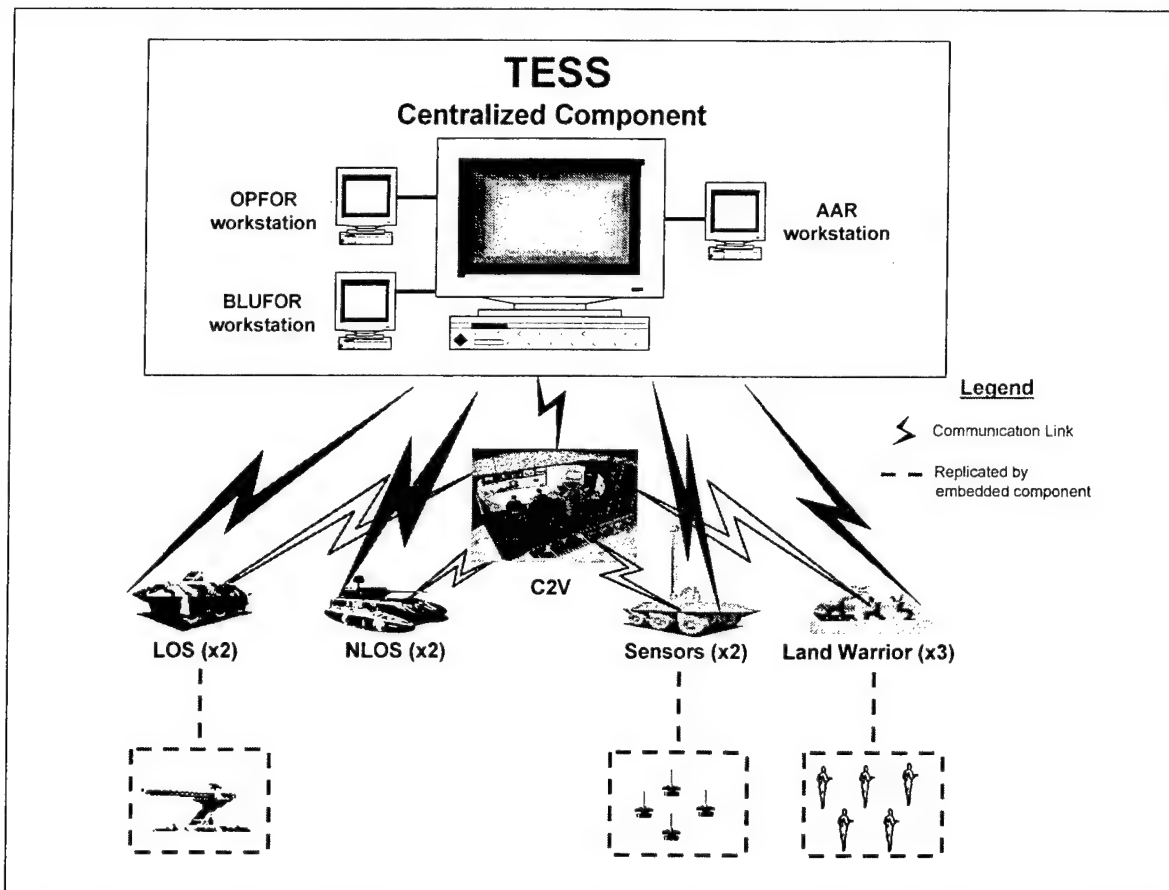 TESS
Centralized Component
OPFOR
workstation
AAR
workstation
BLUFOR
workstation
Legend
Communication Link
Replicated by
embedded component
C2V
LOS (x2)
NLOS (x2)
Sensors (x2)
Land Warrior (x3)